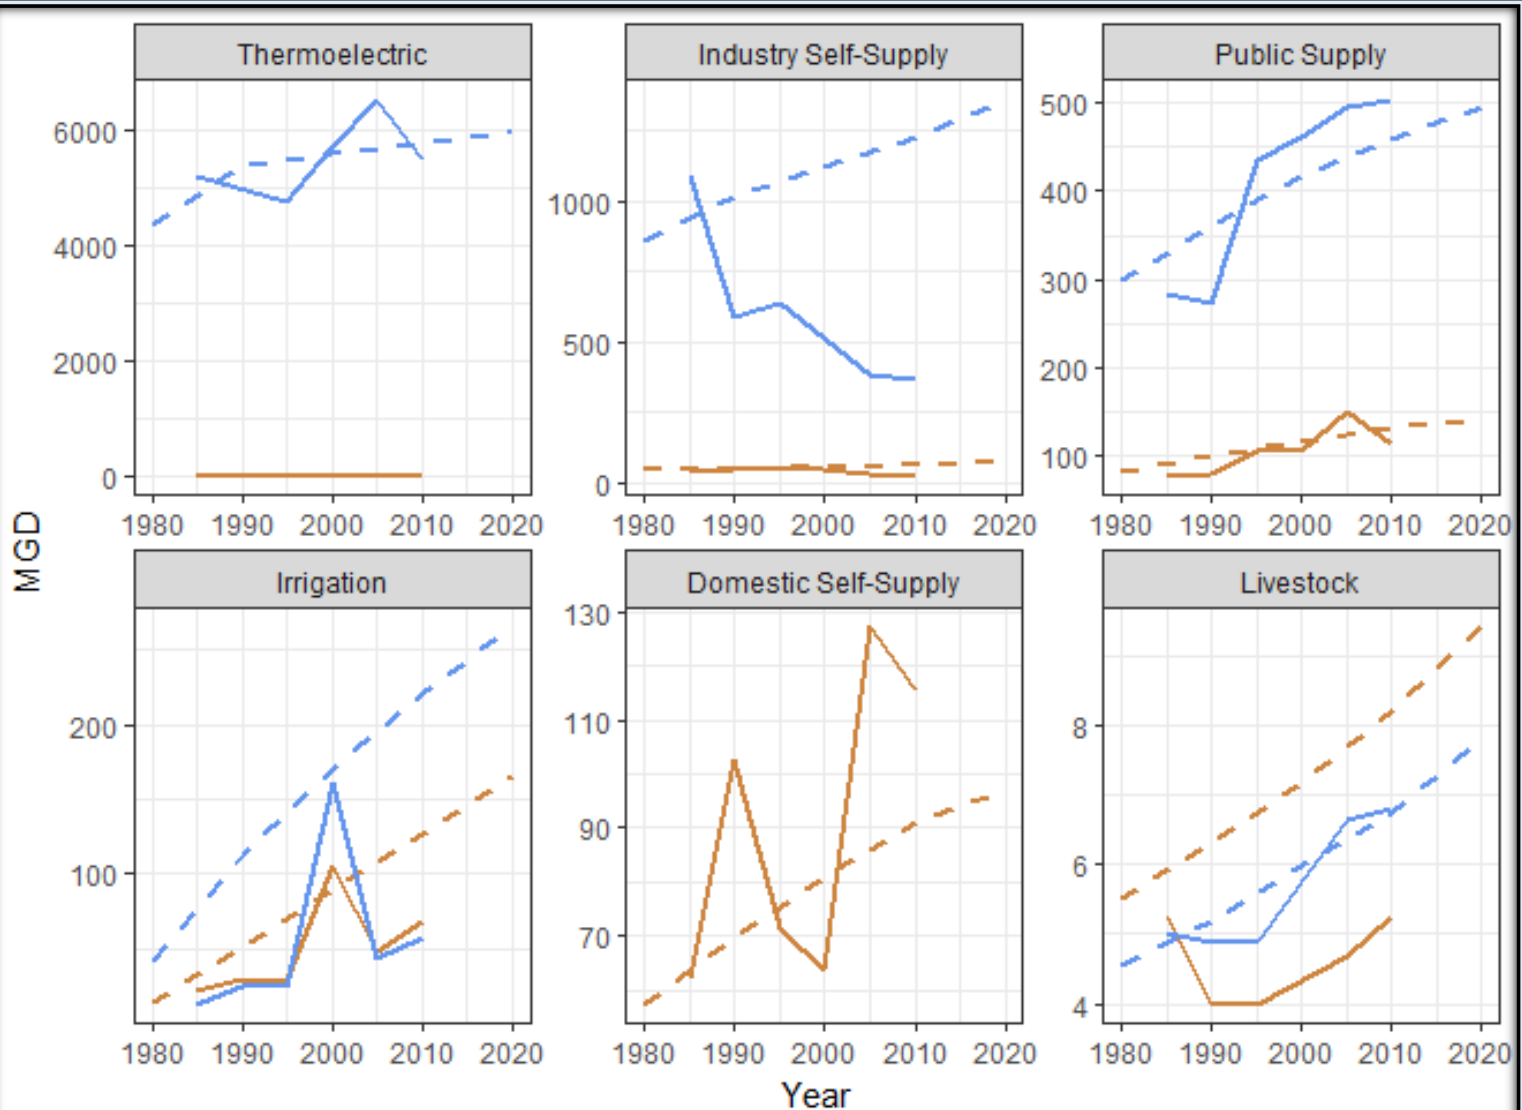 Thermoelectric
Industry Self-Supply
Public Supply
6000
4000
2000
0
1000
500
0
500
400
300
200
100
1980 1990 2000 2010 2020
1980 1990 2000 2010 2020
1980 1990 2000 2010 2020
MGD
Irrigation
Domestic Self-Supply
Livestock
200
100
130
110
90
70
8
6
4
1980 1990 2000 2010 2020
1980 1990 2000 2010 2020
1980 1990 2000 2010 2020
Year